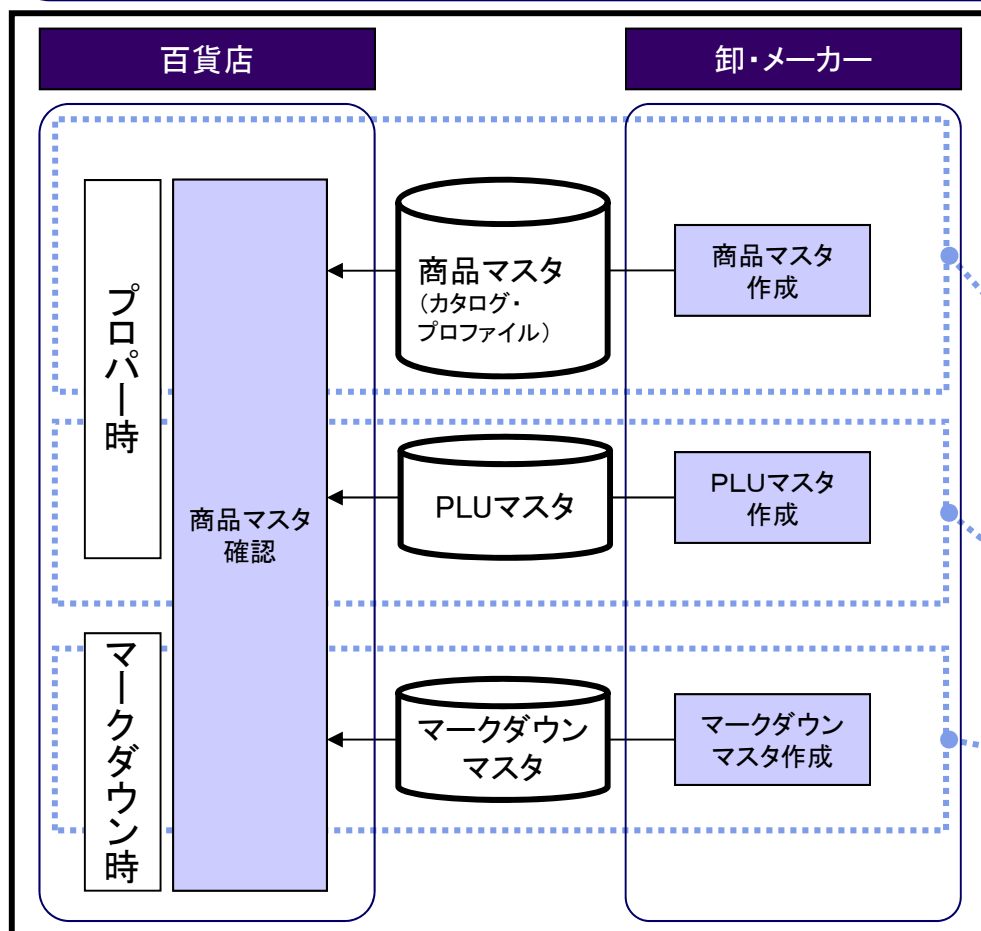 百貨店
卸・メーカー
プロパー時
マークダウン時
商品マスタ
確認
商品マスタ
（カタログ・
プロファイル）
商品マスタ
作成
PLUマスタ
PLUマスタ
作成
マークダウン
マスタ
マークダウン
マスタ作成